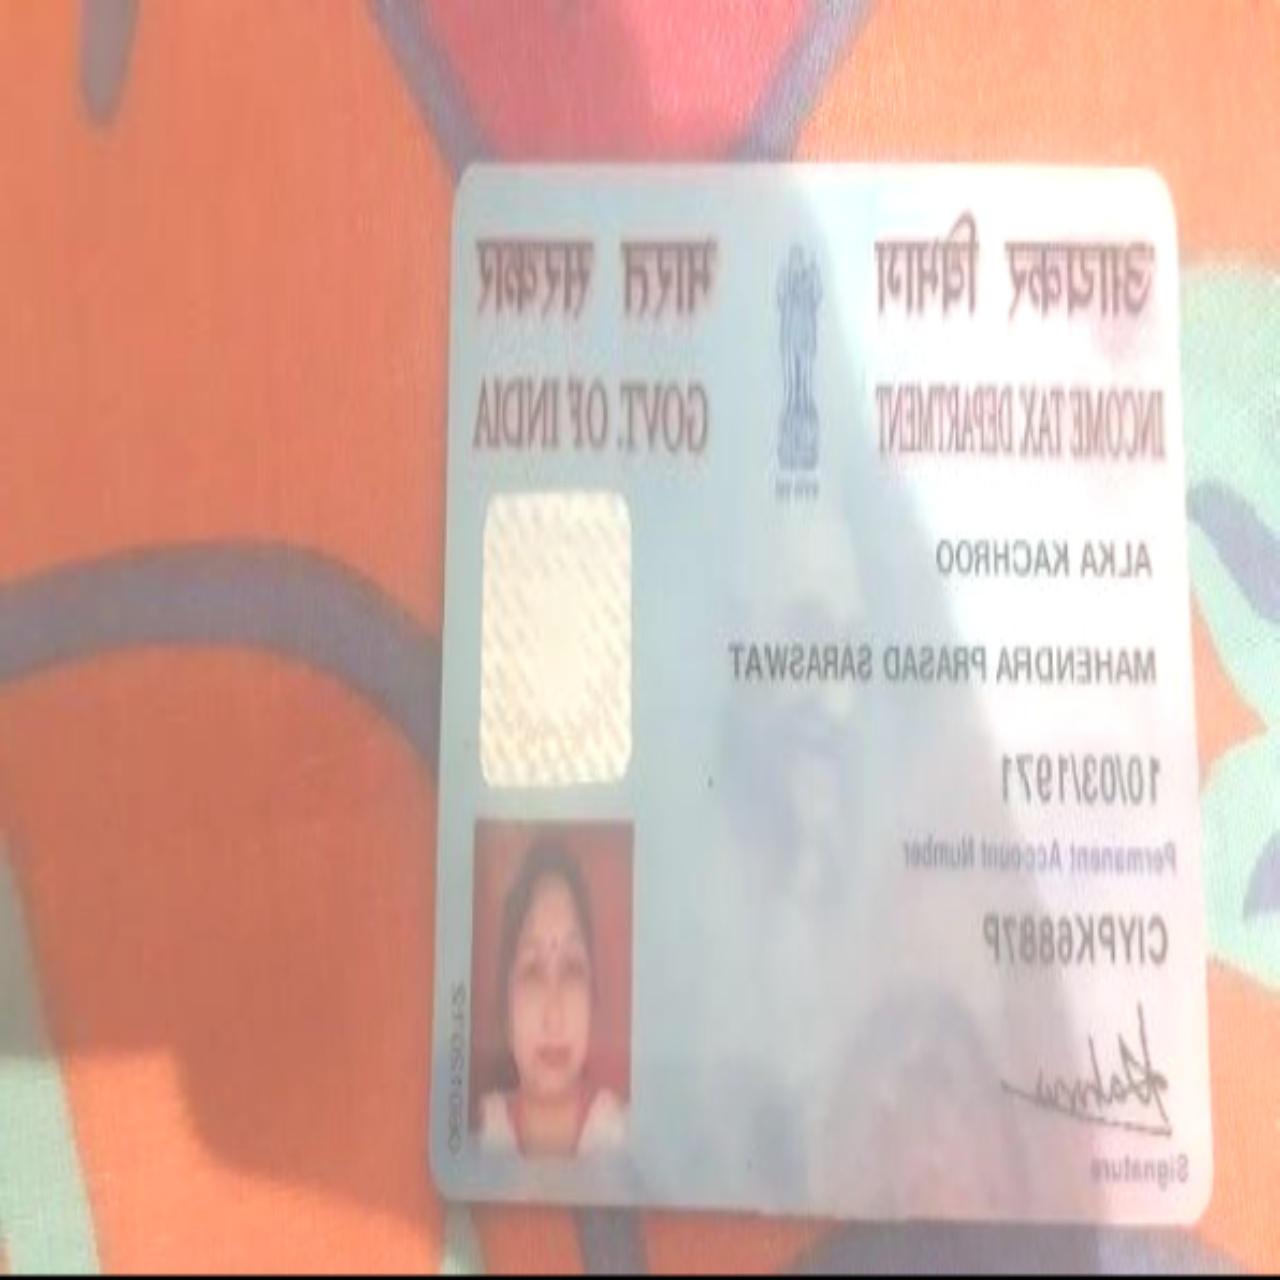 आयकर विभाग भारत सरकार
INCOME TAX DEPARTMENT GOVT. OF INDIA
ALKA KACHROO
MAHENDRA PRASAD SARASWAT
10/03/1971
Permanent Account Number
CIYPK6887P
Signature